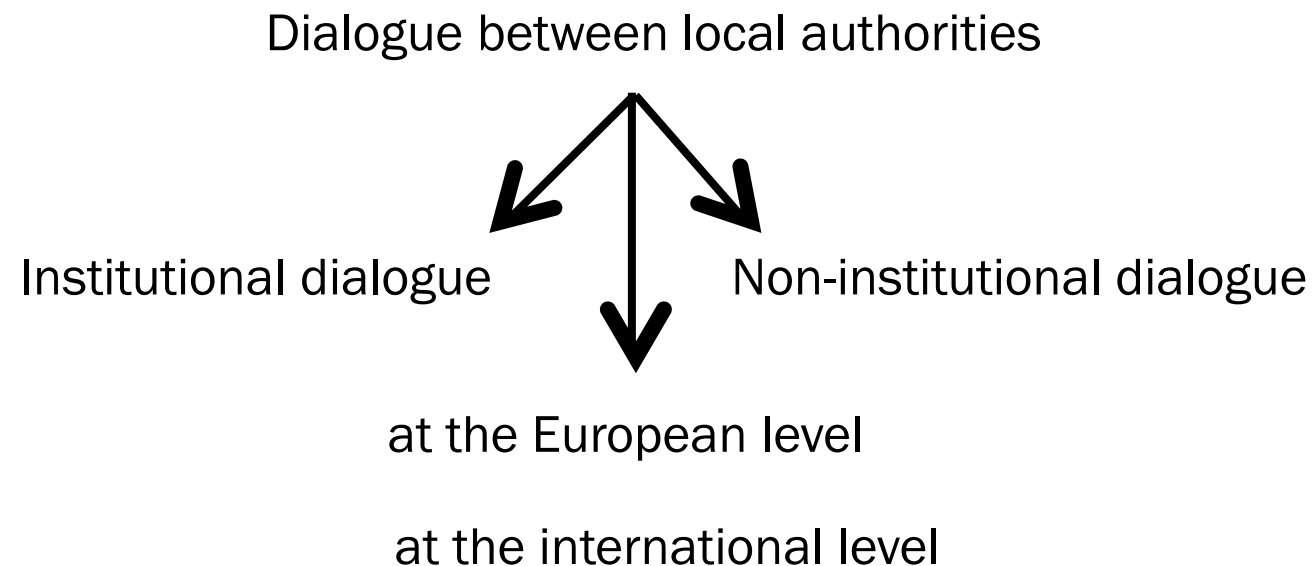 Dialogue between local authorities
Institutional dialogue
Non-institutional dialogue
at the European level
at the international level